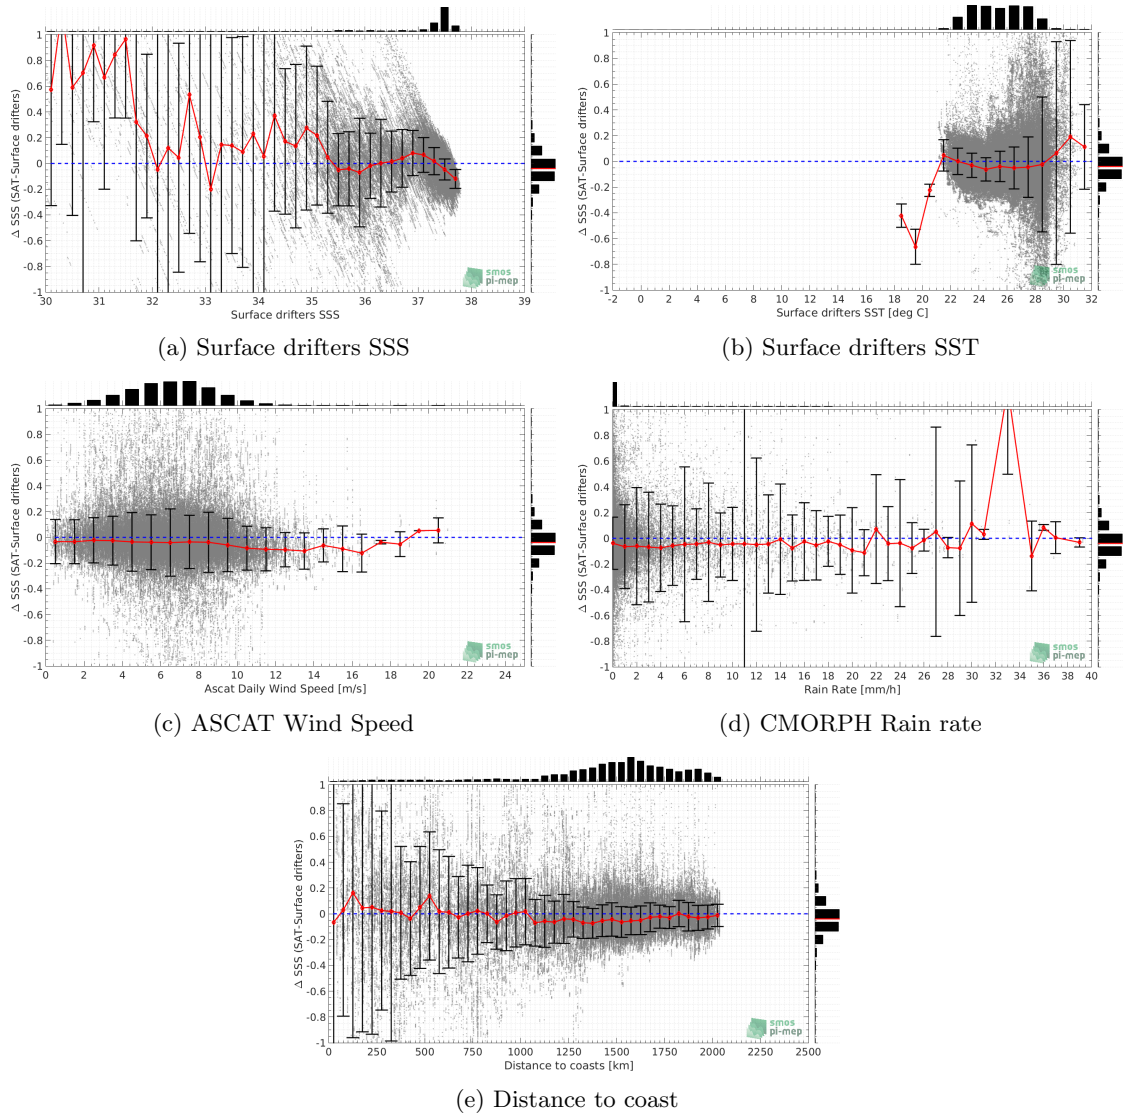 Δ SSS (SAT-Surface drifters)
1
0.8
0.6
0.4
0.2
0
-0.2
-0.4
-0.6
-0.8
-1
30 31 32 33 34 35 36 37 38 39
Surface drifters SSS
smos
pi-mep
(a) Surface drifters SSS
Δ SSS (SAT-Surface drifters)
1
0.8
0.6
0.4
0.2
0
-0.2
-0.4
-0.6
-0.8
-1
-2 0 2 4 6 8 10 12 14 16 18 20 22 24 26 28 30 32
Surface drifters SST [deg C]
smos
pi-mep
(b) Surface drifters SST
Δ SSS (SAT-Surface drifters)
1
0.8
0.6
0.4
0.2
0
-0.2
-0.4
-0.6
-0.8
-1
0 2 4 6 8 10 12 14 16 18 20 22 24
Ascat Daily Wind Speed [m/s]
smos
pi-mep
(c) ASCAT Wind Speed
Δ SSS (SAT-Surface drifters)
1
0.8
0.6
0.4
0.2
0
-0.2
-0.4
-0.6
-0.8
-1
0 2 4 6 8 10 12 14 16 18 20 22 24 26 28 30 32 34 36 38 40
Rain Rate [mm/h]
smos
pi-mep
(d) CMORPH Rain rate
Δ SSS (SAT-Surface drifters)
1
0.8
0.6
0.4
0.2
0
-0.2
-0.4
-0.6
-0.8
-1
0 250 500 750 1000 1250 1500 1750 2000 2250 2500
Distance to coasts [km]
smos
pi-mep
(e) Distance to coast